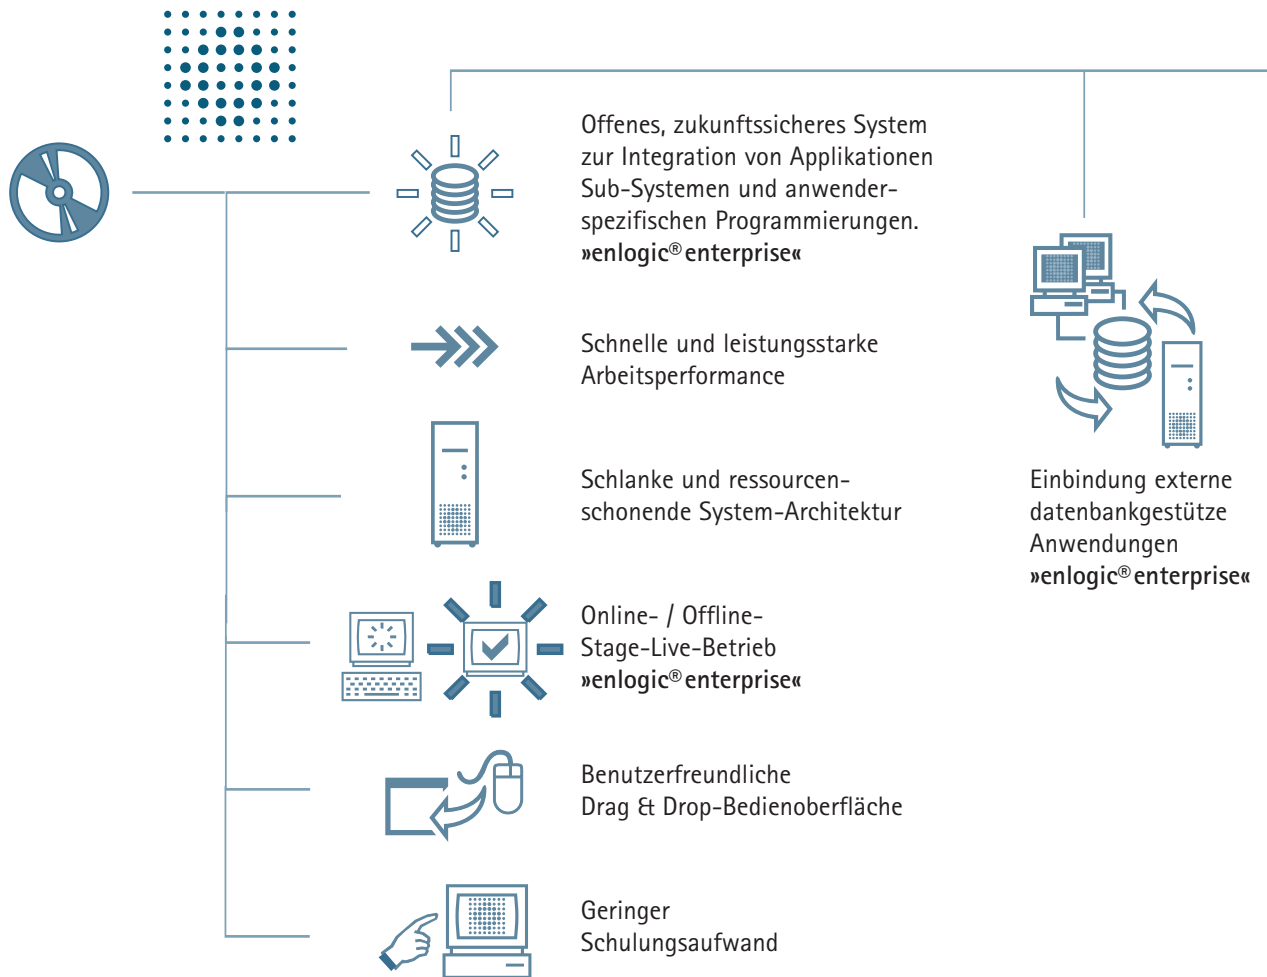 Offenes, zukunftssicheres System
zur Integration von Applikationen
Sub-Systemen und anwender-
spezifischen Programmierungen.
»enlogic® enterprise«
Schnelle und leistungsstarke
Arbeitsperformance
Schlanke und ressourcen-
schonende System-Architektur
Online- / Offline-
Stage-Live-Betrieb
»enlogic® enterprise«
Benutzerfreundliche
Drag & Drop-Bedienoberfläche
Geringer
Schulungsaufwand
Einbindung externe
datenbankgestütze
Anwendungen
»enlogic® enterprise«